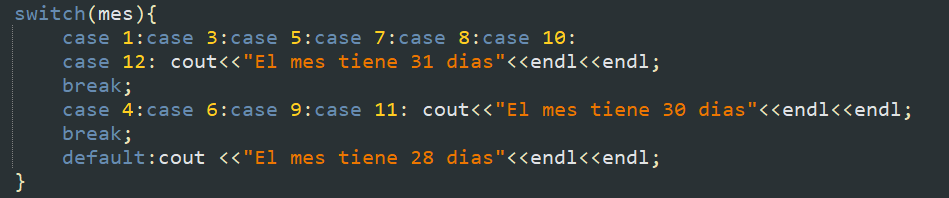 switch(mes){
    case 1:case 3:case 5:case 7:case 8:case 10:
    case 12: cout<<"El mes tiene 31 dias"<<endl<<endl;
    break;
    case 4:case 6:case 9:case 11: cout<<"El mes tiene 30 dias"<<endl<<endl;
    break;
    default:cout <<"El mes tiene 28 dias"<<endl<<endl;
}